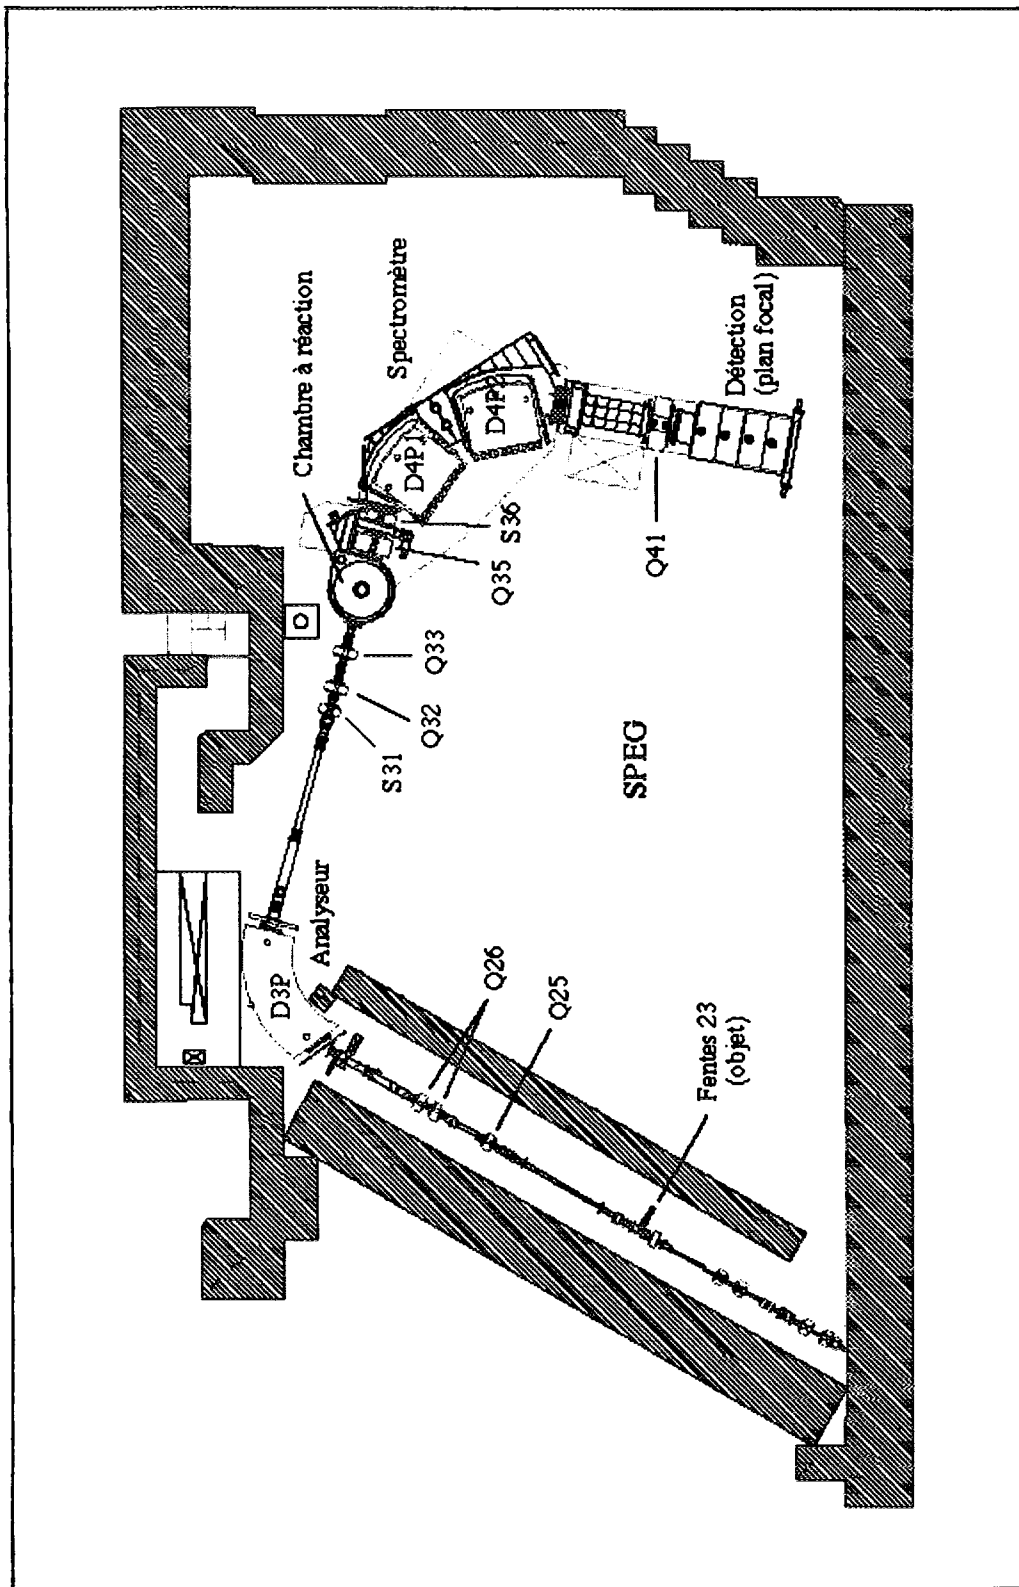 Chambre à réaction
Spectromètre
D4P1
D4P2
Détection
(plan focal)
S36
Q35
Q41
Q33
Q32
S31
SPEG
Analyseur
D3P
Q26
Q25
Fentes 23
(objet)